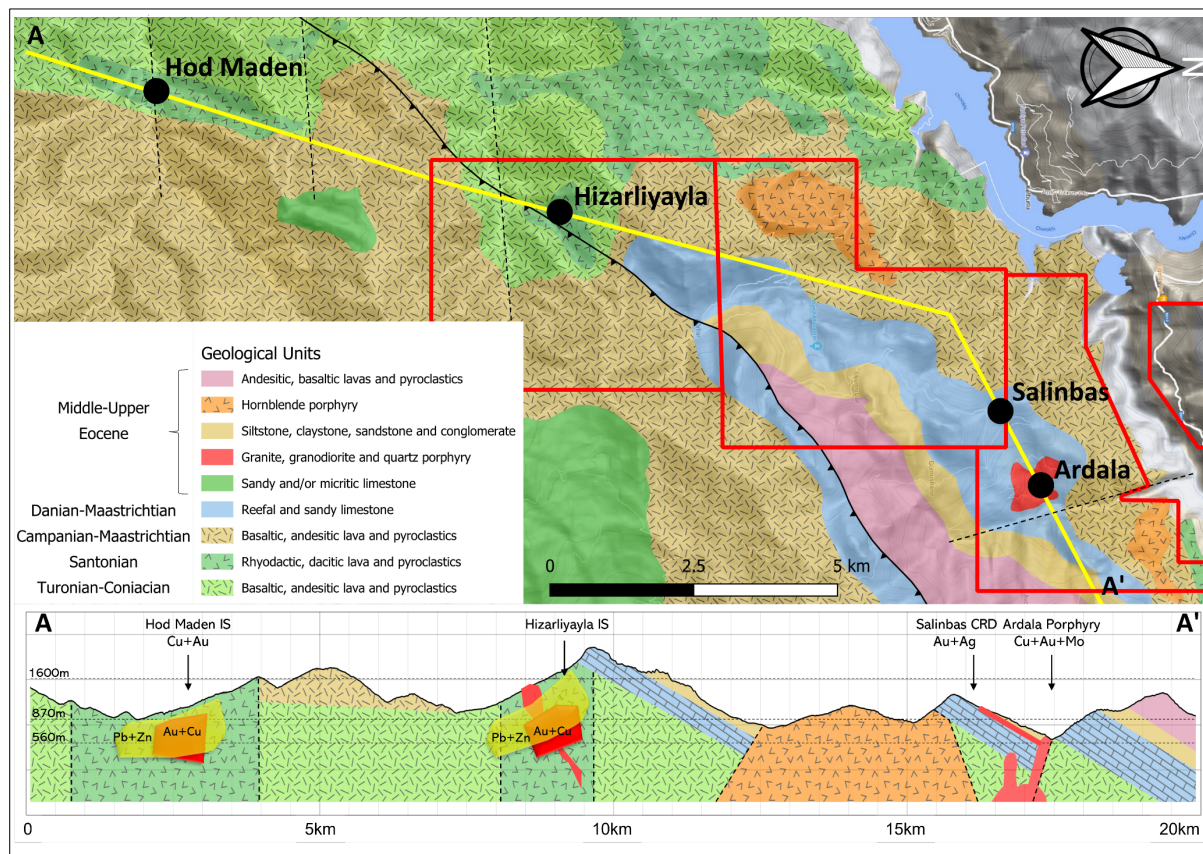 A
Hod Maden
N
Hizarliyayla
Salinbas
Ardala
A'
Geological Units
Andesitic, basaltic lavas and pyroclastics
Middle-Upper
Eocene
Hornblende porphyry
Siltstone, claystone, sandstone and conglomerate
Granite, granodiorite and quartz porphyry
Sandy and/or micritic limestone
Danian-Maastrichtian
Reefal and sandy limestone
Campanian-Maastrichtian
Basaltic, andesitic lava and pyroclastics
Santonian
Rhyodactic, dacitic lava and pyroclastics
Turonian-Coniacian
Basaltic, andesitic lava and pyroclastics
0 2.5 5 km
A
Hod Maden IS
Cu+Au
Hizarliyayla IS
Au+Cu
Salinbas CRD Ardala Porphyry
Au+Ag Cu+Au+Mo
A'
1600m
870m
560m
Pb+Zn
Au+Cu
Pb+Zn
Au+Cu
0 5km 10km 15km 20km